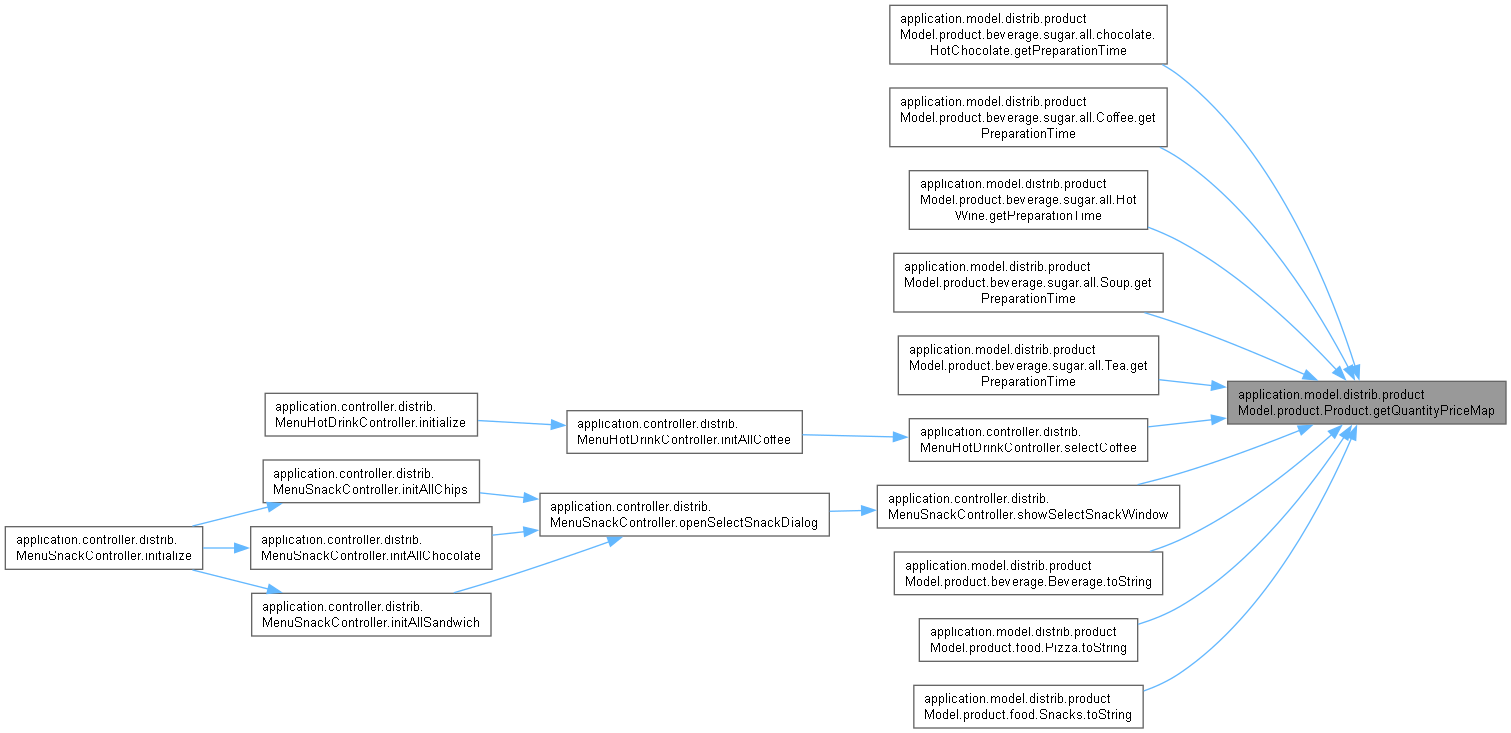 application.model.distrib.product
Model.product.beverage.sugar.all.chocolate.
HotChocolate.getPreparationTime
application.model.distrib.product
Model.product.beverage.sugar.all.Coffee.get
PreparationTime
application.model.distrib.product
Model.product.beverage.sugar.all.Hot
Wine.getPreparationTime
application.model.distrib.product
Model.product.beverage.sugar.all.Soup.get
PreparationTime
application.model.distrib.product
Model.product.beverage.sugar.all.Tea.get
PreparationTime
application.model.distrib.product
Model.product.Product.getQuantityPriceMap
application.controller.distrib.
MenuHotDrinkController.initialize
application.controller.distrib.
MenuHotDrinkController.initAllCoffee
application.controller.distrib.
MenuHotDrinkController.selectCoffee
application.controller.distrib.
MenuSnackController.initAllChips
application.controller.distrib.
MenuSnackController.openSelectSnackDialog
application.controller.distrib.
MenuSnackController.showSelectSnackWindow
application.controller.distrib.
MenuSnackController.initialize
application.controller.distrib.
MenuSnackController.initAllChocolate
application.controller.distrib.
MenuSnackController.initAllSandwich
application.model.distrib.product
Model.product.beverage.Beverage.toString
application.model.distrib.product
Model.product.food.Pizza.toString
application.model.distrib.product
Model.product.food.Snacks.toString